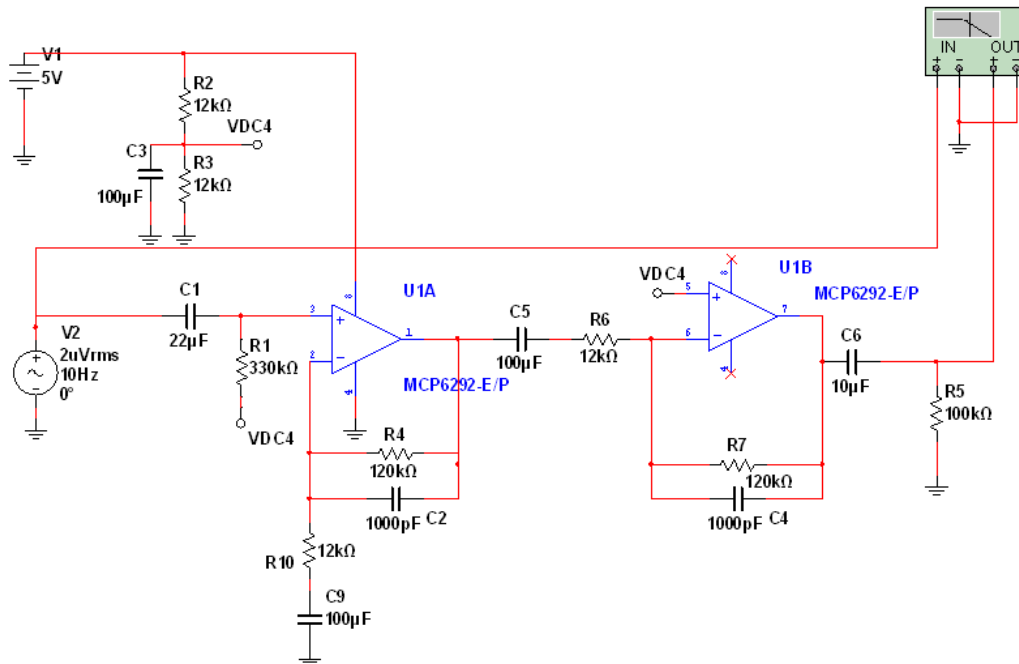 V1
5V
R2
12kΩ
VDC4
C3
100µF
R3
12kΩ
IN
OUT
+
-
+
-
C1
22µF
R1
330kΩ
VDC4
V2
2uVrms
10Hz
0°
3
2
8
4
1
+
-
U1A
MCP6292-E/P
R4
120kΩ
1000pF
C2
R10
12kΩ
C9
100µF
C5
100µF
R6
12kΩ
VDC4
5
6
8
4
7
+
-
U1B
MCP6292-E/P
R7
120kΩ
1000pF
C4
C6
10µF
R5
100kΩ